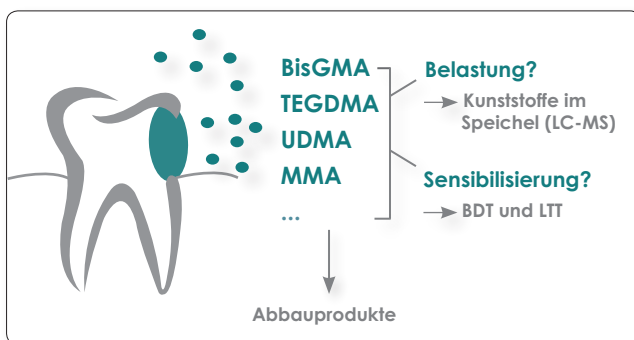 BisGMA
TEGDMA
UDMA
MMA
...
Belastung?
Kunststoffe im
Speichel (LC-MS)
Sensibilisierung?
BDT und LTT
Abbauprodukte